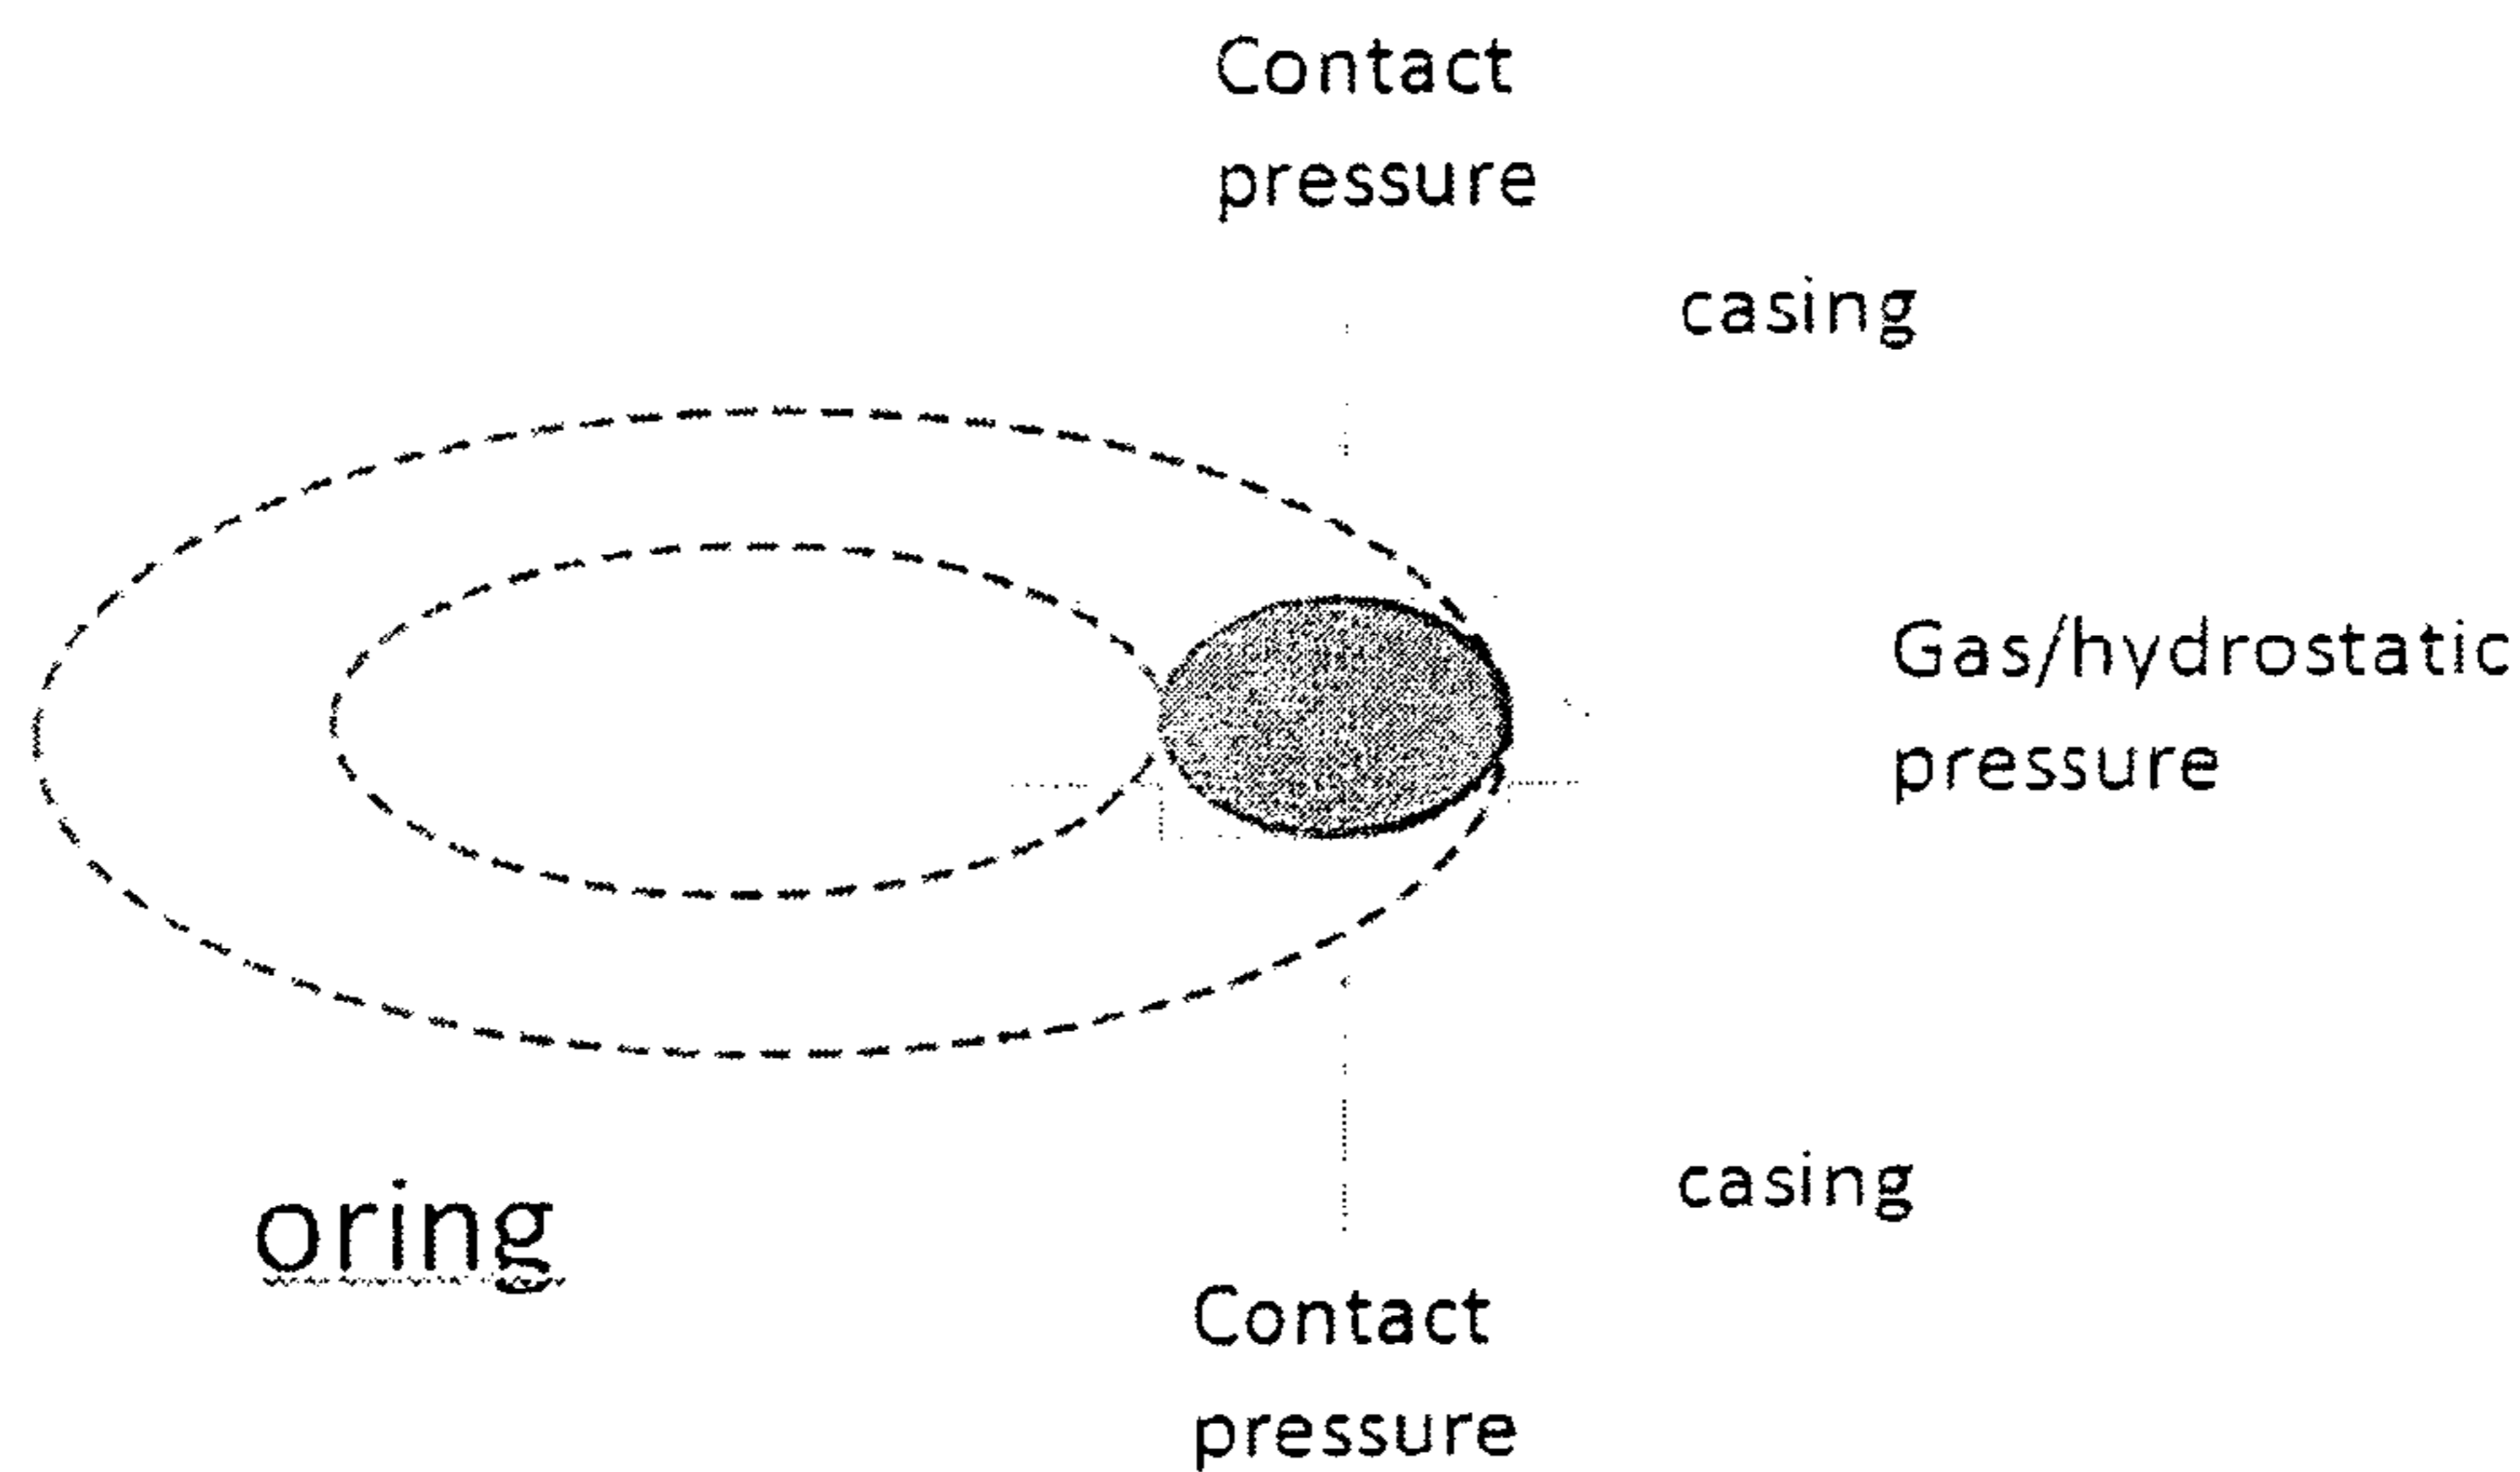 Contact
pressure
casing
Gas/hydrostatic
pressure
casing
oring
Contact
pressure